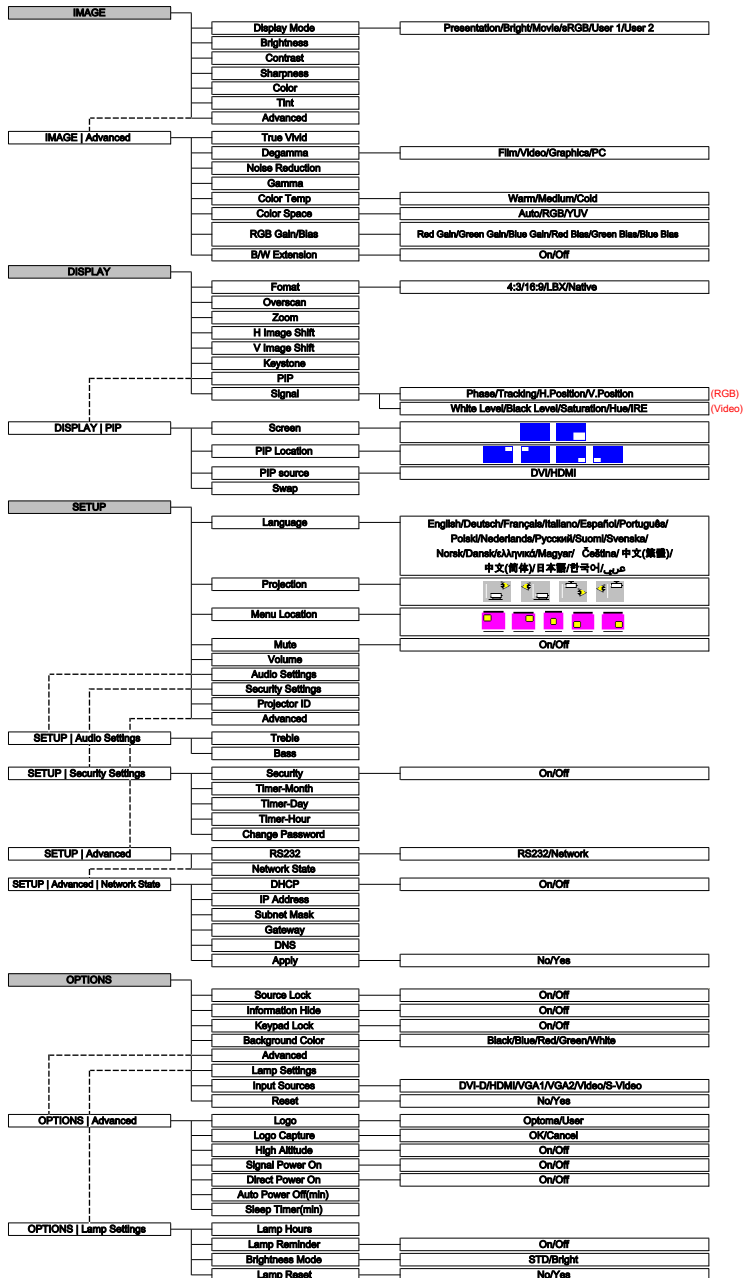 IMAGE
Display Mode
Presentation/Bright/Movie/sRGB/User 1/User 2
Brightness
Contrast
Sharpness
Color
Tint
Advanced
IMAGE | Advanced
True Vivid
Degamma
Film/Video/Graphics/PC
Noise Reduction
Gamma
Color Temp
Warm/Medium/Cold
Color Space
Auto/RGB/YUV
RGB Gain/Bias
Red Gain/Green Gain/Blue Gain/Red Bias/Green Bias/Blue Bias
B/W Extension
On/Off
DISPLAY
Fomat
4:3/16:9/LBX/Native
Overscan
Zoom
H Image Shift
V Image Shift
Keystone
PIP
Signal
Phase/Tracking/H.Position/V.Position
(RGB)
White Level/Black Level/Saturation/Hue/IRE
(Video)
DISPLAY | PIP
Screen
PIP Location
PIP source
DVI/HDMI
Swap
SETUP
Language
English/Deutsch/Français/Italiano/Español/Português/
Polski/Nederlands/Русский/Suomi/Svenska/
Norsk/Dansk/ελληνικά/Magyar/ Čeština/ 中文(繁體)/
中文(简体)/日本語/한국어/عربي
Projection
Menu Location
Mute
On/Off
Volume
Audio Settings
Security Settings
Projector ID
Advanced
SETUP | Audio Settings
Treble
Bass
SETUP | Security Settings
Security
On/Off
Timer-Month
Timer-Day
Timer-Hour
Change Password
SETUP | Advanced
RS232
RS232/Network
Network State
SETUP | Advanced | Network State
DHCP
On/Off
IP Address
Subnet Mask
Gateway
DNS
Apply
No/Yes
OPTIONS
Source Lock
On/Off
Information Hide
On/Off
Keypad Lock
On/Off
Background Color
Black/Blue/Red/Green/White
Advanced
Lamp Settings
Input Sources
DVI-D/HDMI/VGA1/VGA2/Video/S-Video
Reset
No/Yes
OPTIONS | Advanced
Logo
Optoma/User
Logo Capture
OK/Cancel
High Altitude
On/Off
Signal Power On
On/Off
Direct Power On
On/Off
Auto Power Off(min)
Sleep Timer(min)
OPTIONS | Lamp Settings
Lamp Hours
Lamp Reminder
On/Off
Brightness Mode
STD/Bright
Lamp Reset
No/Yes